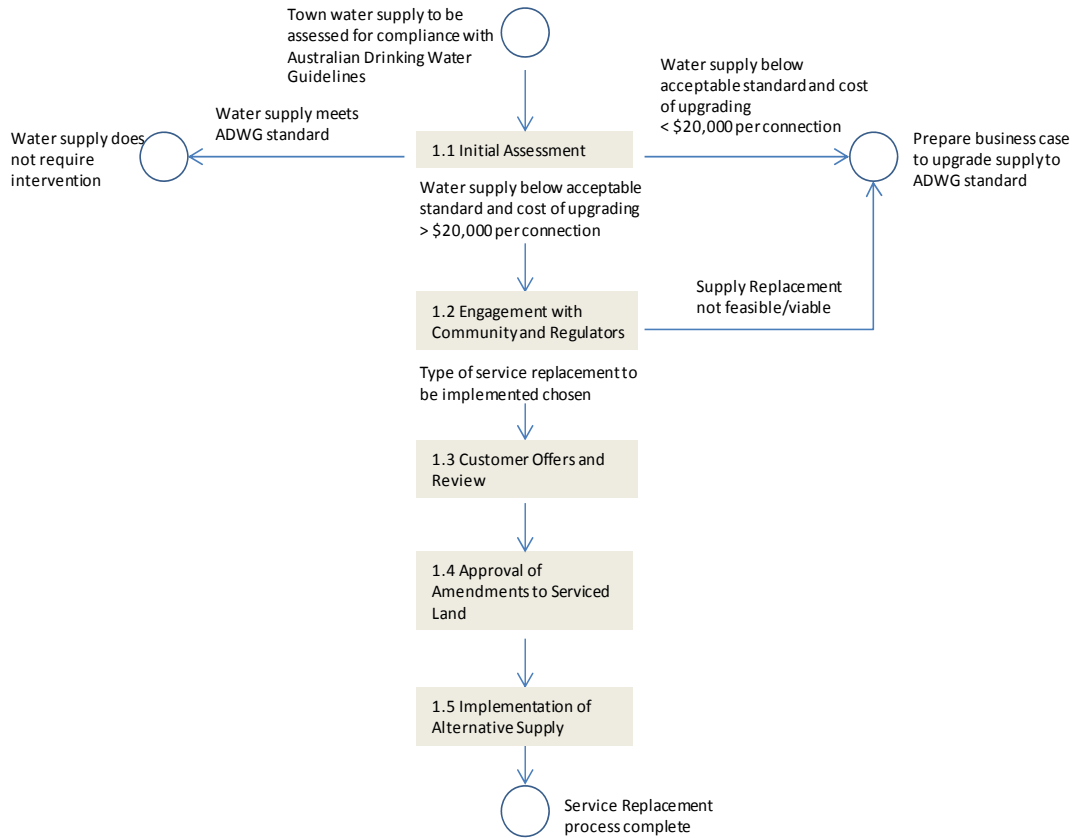 Town water supply to be
assessed for compliance with
Australian Drinking Water
Guidelines
Water supply below
acceptable standard and cost
of upgrading
< $20,000 per connection
Water supply meets
ADWG standard
Water supply does
not require
intervention
1.1 Initial Assessment
Prepare business case
to upgrade supply to
ADWG standard
Water supply below acceptable
standard and cost of upgrading
> $20,000 per connection
Supply Replacement
not feasible/viable
1.2 Engagement with
Community and Regulators
Type of service replacement to
be implemented chosen
1.3 Customer Offers and
Review
1.4 Approval of
Amendments to Serviced
Land
1.5 Implementation of
Alternative Supply
Service Replacement
process complete